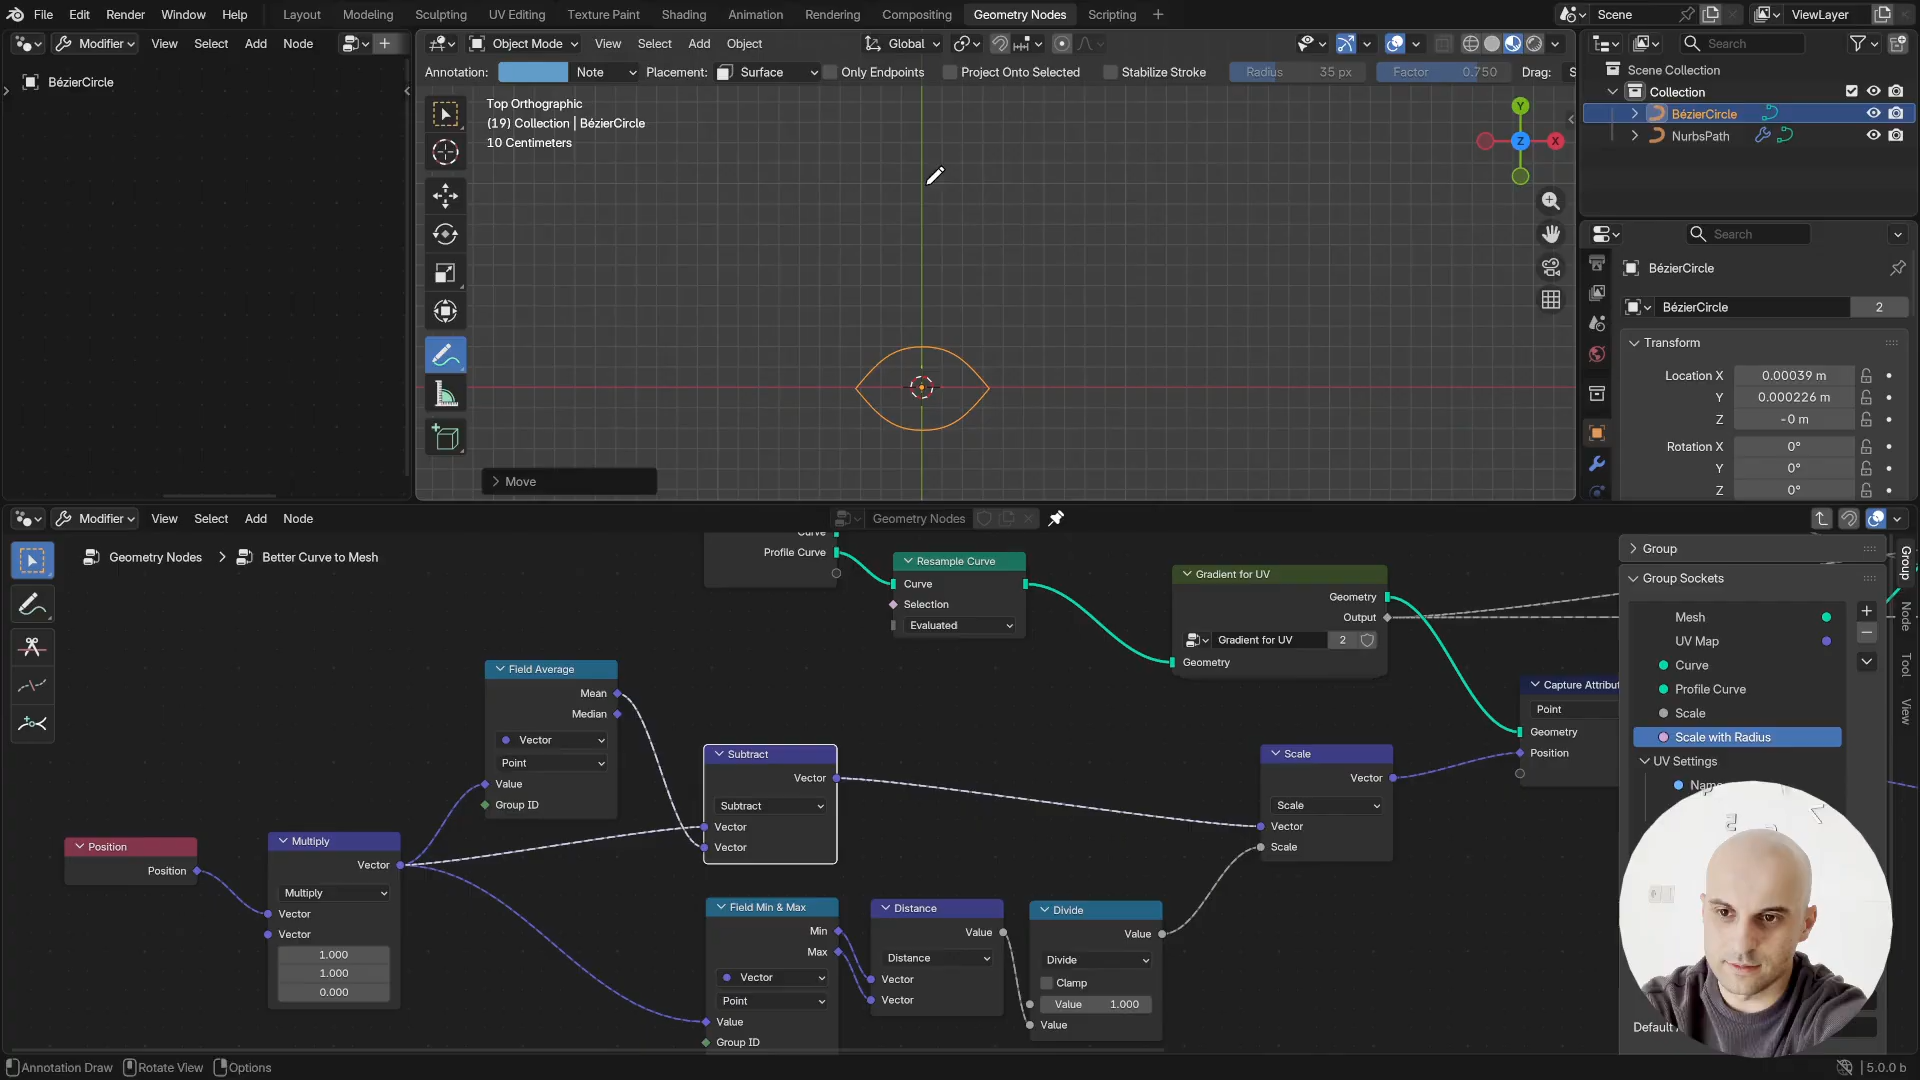 File Edit Render Window Help Layout Modeling Sculpting UV Editing Texture Paint Shading Animation Rendering Compositing Geometry Nodes Scripting + Scene ViewLayer
Modifier View Select Add Node + Object Mode View Select Add Object Global Search
BézierCircle
Annotation: Note Placement: Surface Only Endpoints Project Onto Selected Stabilize Stroke Radius 35 px Factor 0.750 Drag: S
Top Orthographic
(19) Collection | BézierCircle
10 Centimeters
Y
X
Z
Move
Scene Collection
Collection
BézierCircle
NurbsPath
Search
BézierCircle
BézierCircle 2
Transform
Location X 0.00039 m
Y 0.000226 m
Z -0 m
Rotation X 0°
Y 0°
Z 0°
Modifier View Select Add Node Geometry Nodes
Geometry Nodes > Better Curve to Mesh
Profile Curve
Resample Curve
Curve
Selection
Evaluated
Gradient for UV
Geometry
Output
Gradient for UV 2
Geometry
Capture Attribut
Point
Geometry
Position
Field Average
Mean
Median
Vector
Point
Value
Group ID
Subtract
Vector
Subtract
Vector
Vector
Scale
Vector
Scale
Vector
Scale
Position
Position
Multiply
Vector
Multiply
Vector
Vector
1.000
1.000
0.000
Field Min & Max
Min
Max
Vector
Point
Value
Group ID
Distance
Value
Distance
Vector
Vector
Divide
Value
Divide
Clamp
Value 1.000
Value
Group
Group Sockets
Mesh
UV Map
Curve
Profile Curve
Scale
Scale with Radius
UV Settings
Default
Group
Node
Tool
View
Annotation Draw Rotate View Options 5.0.0 b